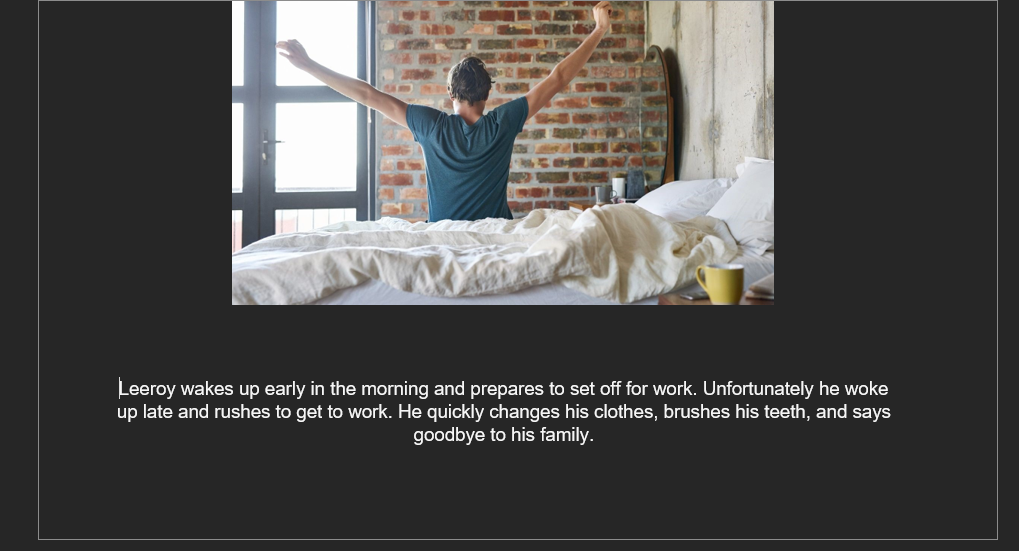 Leeroy wakes up early in the morning and prepares to set off for work. Unfortunately he woke
up late and rushes to get to work. He quickly changes his clothes, brushes his teeth, and says
goodbye to his family.